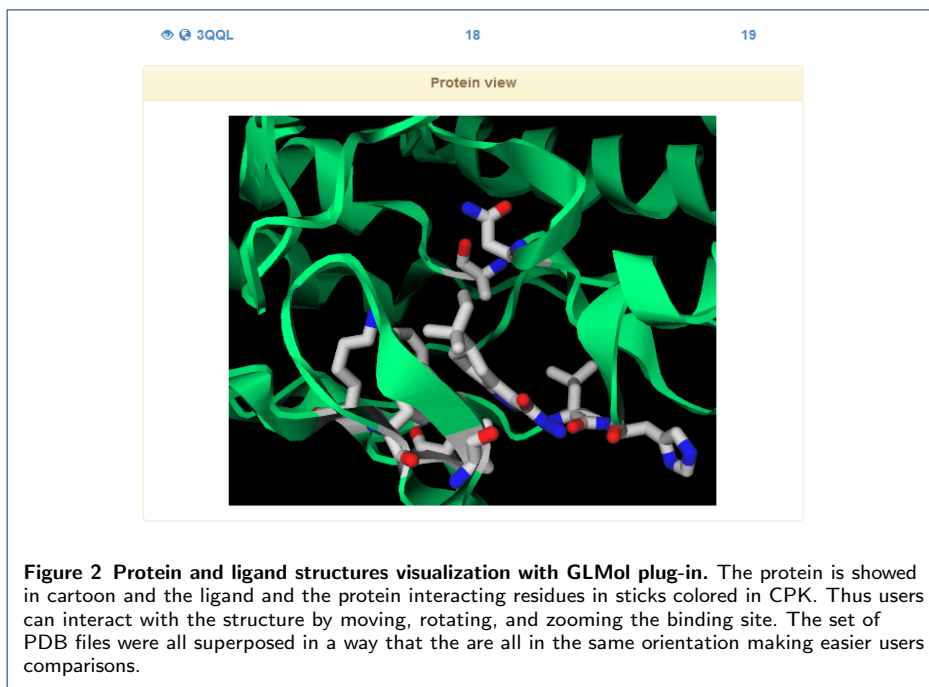 3QQL 18 19
Protein view
Figure 2 Protein and ligand structures visualization with GLMol plug-in. The protein is showed
in cartoon and the ligand and the protein interacting residues in sticks colored in CPK. Thus users
can interact with the structure by moving, rotating, and zooming the binding site. The set of
PDB files were all superposed in a way that the are all in the same orientation making easier users
comparisons.